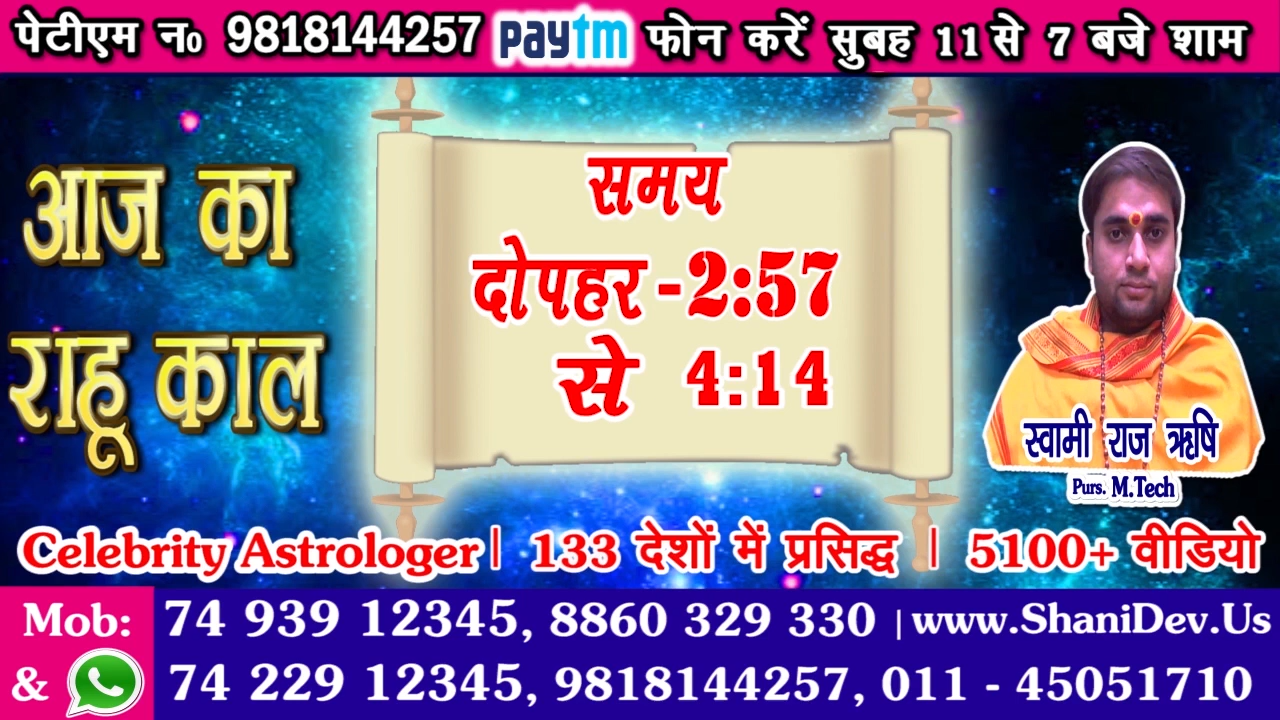 पेटीएम न० 9818144257 paytm फोन करें सुबह 11 से 7 बजे शाम
आज का
राहू काल
समय
दोपहर - 2:57
से 4:14
स्वामी राज ऋषि
Purs. M.Tech
Celebrity Astrologer | 133 देशों में प्रसिद्ध | 5100+ वीडियो
Mob: 74 939 12345, 8860 329 330 | www.ShaniDev.Us
& 74 229 12345, 9818144257, 011 - 45051710